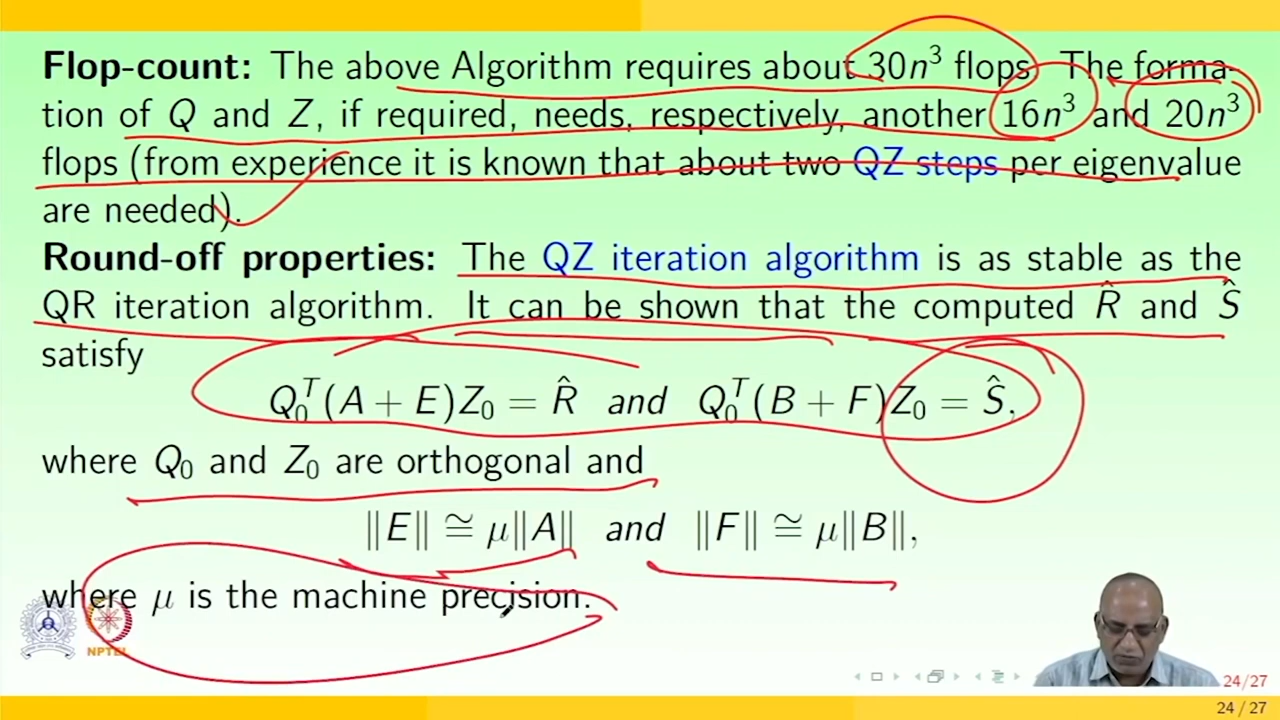 Flop-count: The above Algorithm requires about 30n³ flops. The forma-
tion of Q and Z, if required, needs, respectively, another 16n³ and 20n³
flops (from experience it is known that about two QZ steps per eigenvalue
are needed).
Round-off properties: The QZ iteration algorithm is as stable as the
QR iteration algorithm. It can be shown that the computed R̂ and Ŝ
satisfy
Q₀ᵀ(A + E)Z₀ = R̂ and Q₀ᵀ(B + F)Z₀ = Ŝ,
where Q₀ and Z₀ are orthogonal and
‖E‖ ≅ μ‖A‖ and ‖F‖ ≅ μ‖B‖,
where μ is the machine precision.
NPTEL
24/27
24 / 27